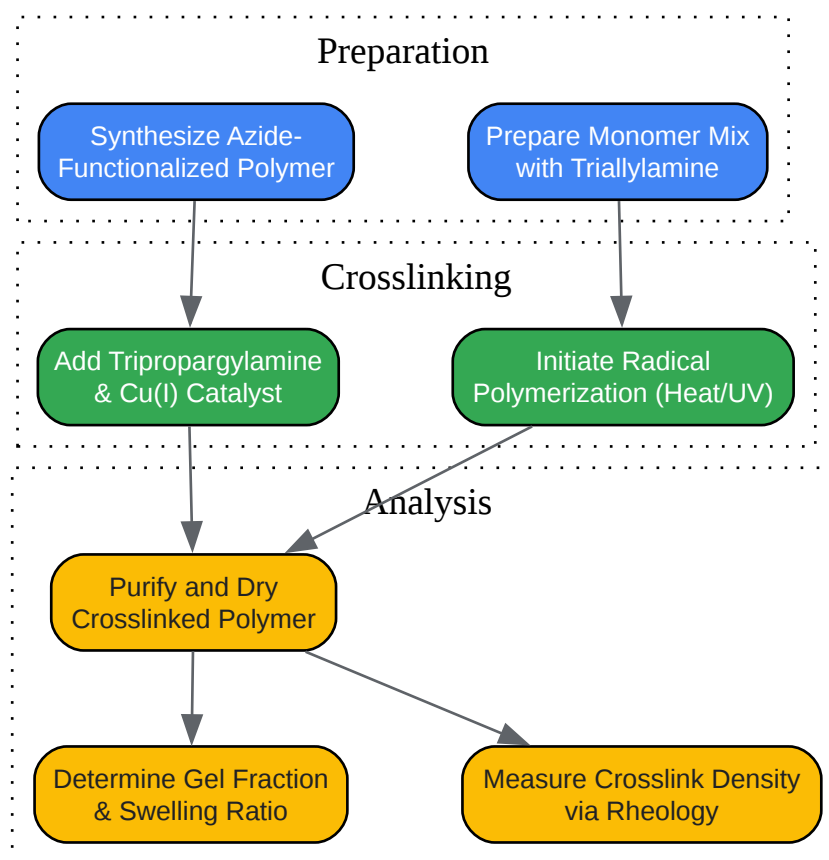 Preparation
Synthesize Azide-
Functionalized Polymer
Prepare Monomer Mix
with Triallylamine
Crosslinking
Add Tripropargylamine
& Cu(I) Catalyst
Initiate Radical
Polymerization (Heat/UV)
Analysis
Purify and Dry
Crosslinked Polymer
Determine Gel Fraction
& Swelling Ratio
Measure Crosslink Density
via Rheology